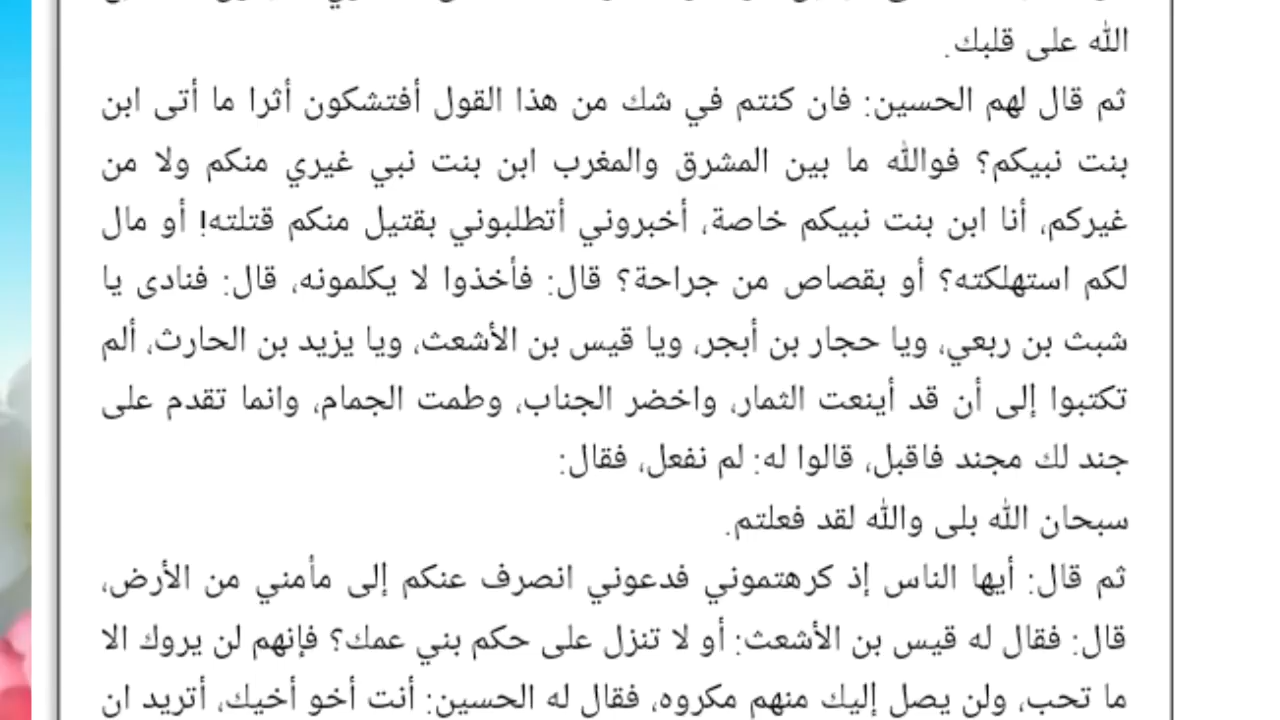 الله على قلبك.
ثم قال لهم الحسين: فان كنتم في شك من هذا القول أفتشكون أثرا ما أتى ابن
بنت نبيكم؟ فوالله ما بين المشرق والمغرب ابن بنت نبي غيري منكم ولا من
غيركم، أنا ابن بنت نبيكم خاصة، أخبروني أتطلبوني بقتيل منكم قتلته! أو مال
لكم استهلكته؟ أو بقصاص من جراحة؟ قال: فأخذوا لا يكلمونه، قال: فنادى يا
شبث بن ربعي، ويا حجار بن أبجر، ويا قيس بن الأشعث، ويا يزيد بن الحارث، ألم
تكتبوا إلى أن قد أينعت الثمار، واخضر الجناب، وطمت الجمام، وانما تقدم على
جند لك مجند فاقبل، قالوا له: لم نفعل، فقال:
سبحان الله بلى والله لقد فعلتم.
ثم قال: أيها الناس إذ كرهتموني فدعوني انصرف عنكم إلى مأمني من الأرض،
قال: فقال له قيس بن الأشعث: أو لا تنزل على حكم بني عمك؟ فإنهم لن يروك الا
ما تحب، ولن يصل إليك منهم مكروه، فقال له الحسين: أنت أخو أخيك، أتريد ان